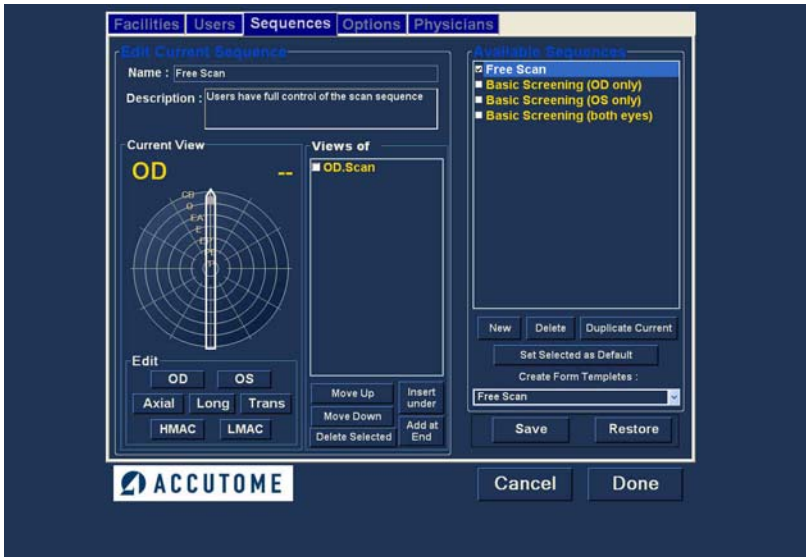 Facilities Users Sequences Options Physicians
Edit Current Sequence
Name : Free Scan
Description : Users have full control of the scan sequence
Current View
OD --
CB
O
EA
E
EP
PE
P
Edit
OD OS
Axial Long Trans
HMAC LMAC
Views of
OD.Scan
Move Up
Insert under
Move Down
Add at End
Delete Selected
Available Sequences
Free Scan
Basic Screening (OD only)
Basic Screening (OS only)
Basic Screening (both eyes)
New Delete Duplicate Current
Set Selected as Default
Create Form Templetes :
Free Scan
Save Restore
ACCUTOME
Cancel Done